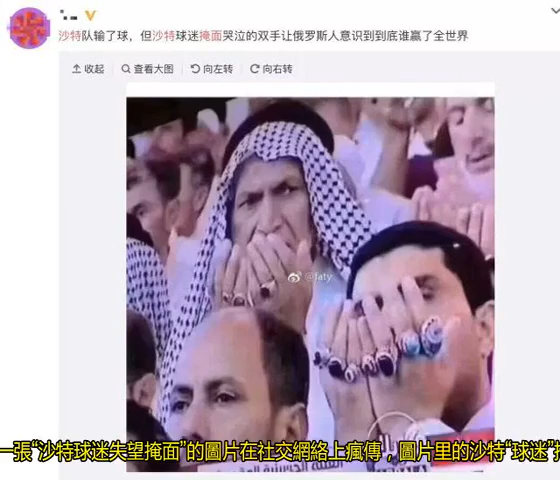 沙特队输了球，但沙特球迷掩面哭泣的双手让俄罗斯人意识到到底谁赢了全世界
收起
查看大图
向左转
向右转
@laty
一張“沙特球迷失望掩面”的圖片在社交網絡上瘋傳，圖片里的沙特“球迷”